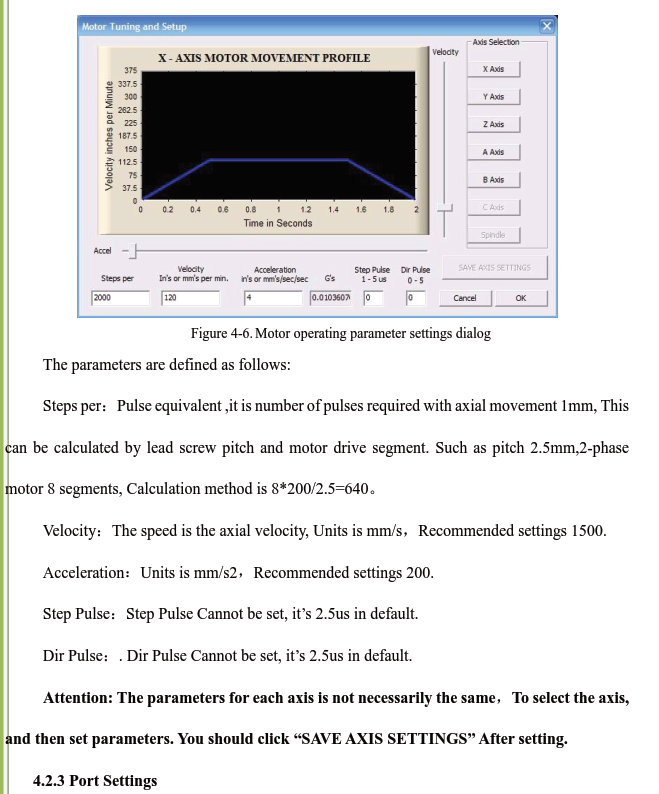 Motor Tuning and Setup
Axis Selection
Velocity
X - AXIS MOTOR MOVEMENT PROFILE
X Axis
Y Axis
Z Axis
A Axis
B Axis
C Axis
Spindle
Velocity inches per Minute
375
337.5
300
262.5
225
187.5
150
112.5
75
37.5
0
0 0.2 0.4 0.6 0.8 1 1.2 1.4 1.6 1.8 2
Time in Seconds
Accel
Steps per
Velocity
In's or mm's per min.
Acceleration
in's or mm's/sec/sec
G's
Step Pulse
1 - 5 us
Dir Pulse
0 - 5
SAVE AXIS SETTINGS
2000 120 4 0.0103607 0 0 Cancel OK
Figure 4-6. Motor operating parameter settings dialog
The parameters are defined as follows:
Steps per：Pulse equivalent ,it is number of pulses required with axial movement 1mm, This
can be calculated by lead screw pitch and motor drive segment. Such as pitch 2.5mm,2-phase
motor 8 segments, Calculation method is 8*200/2.5=640。
Velocity：The speed is the axial velocity, Units is mm/s，Recommended settings 1500.
Acceleration：Units is mm/s2，Recommended settings 200.
Step Pulse：Step Pulse Cannot be set, it’s 2.5us in default.
Dir Pulse：. Dir Pulse Cannot be set, it’s 2.5us in default.
Attention: The parameters for each axis is not necessarily the same，To select the axis,
and then set parameters. You should click “SAVE AXIS SETTINGS” After setting.
4.2.3 Port Settings